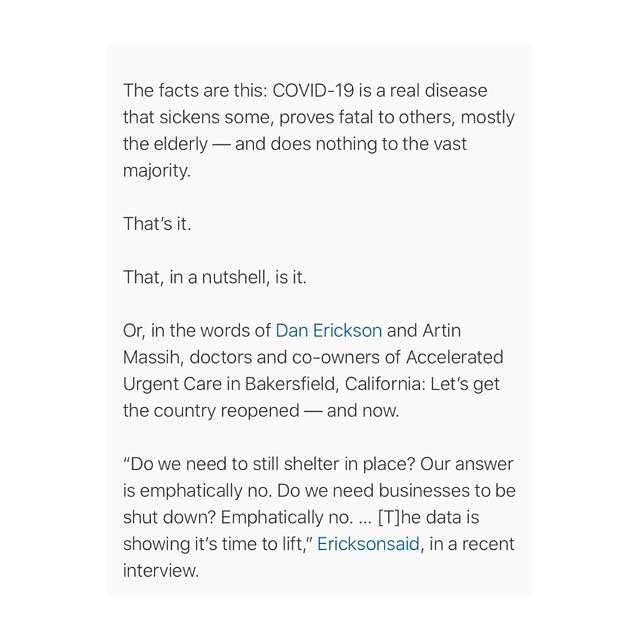 The facts are this: COVID-19 is a real disease
that sickens some, proves fatal to others, mostly
the elderly — and does nothing to the vast
majority.
That’s it.
That, in a nutshell, is it.
Or, in the words of Dan Erickson and Artin
Massih, doctors and co-owners of Accelerated
Urgent Care in Bakersfield, California: Let’s get
the country reopened — and now.
“Do we need to still shelter in place? Our answer
is emphatically no. Do we need businesses to be
shut down? Emphatically no. … [T]he data is
showing it’s time to lift,” Ericksonsaid, in a recent
interview.